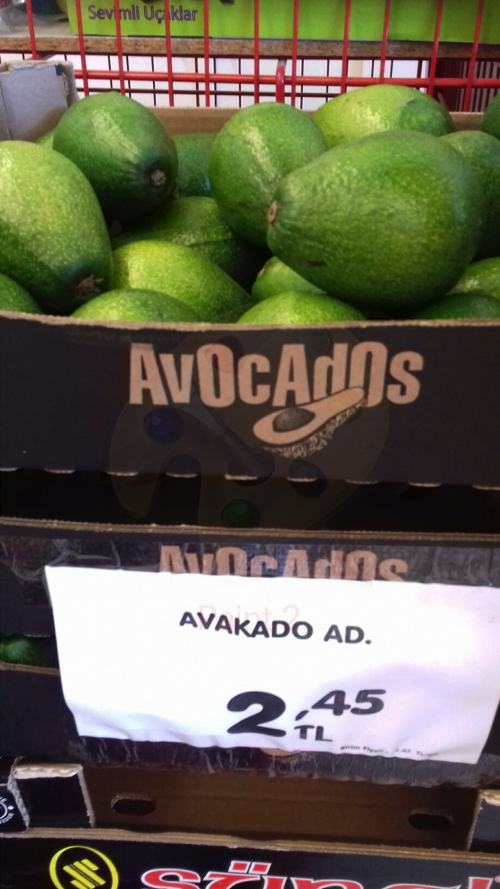 Sevimli Uçaklar
AvOcAdOs
AvOcAdOs
AVAKADO AD.
2,45
TL